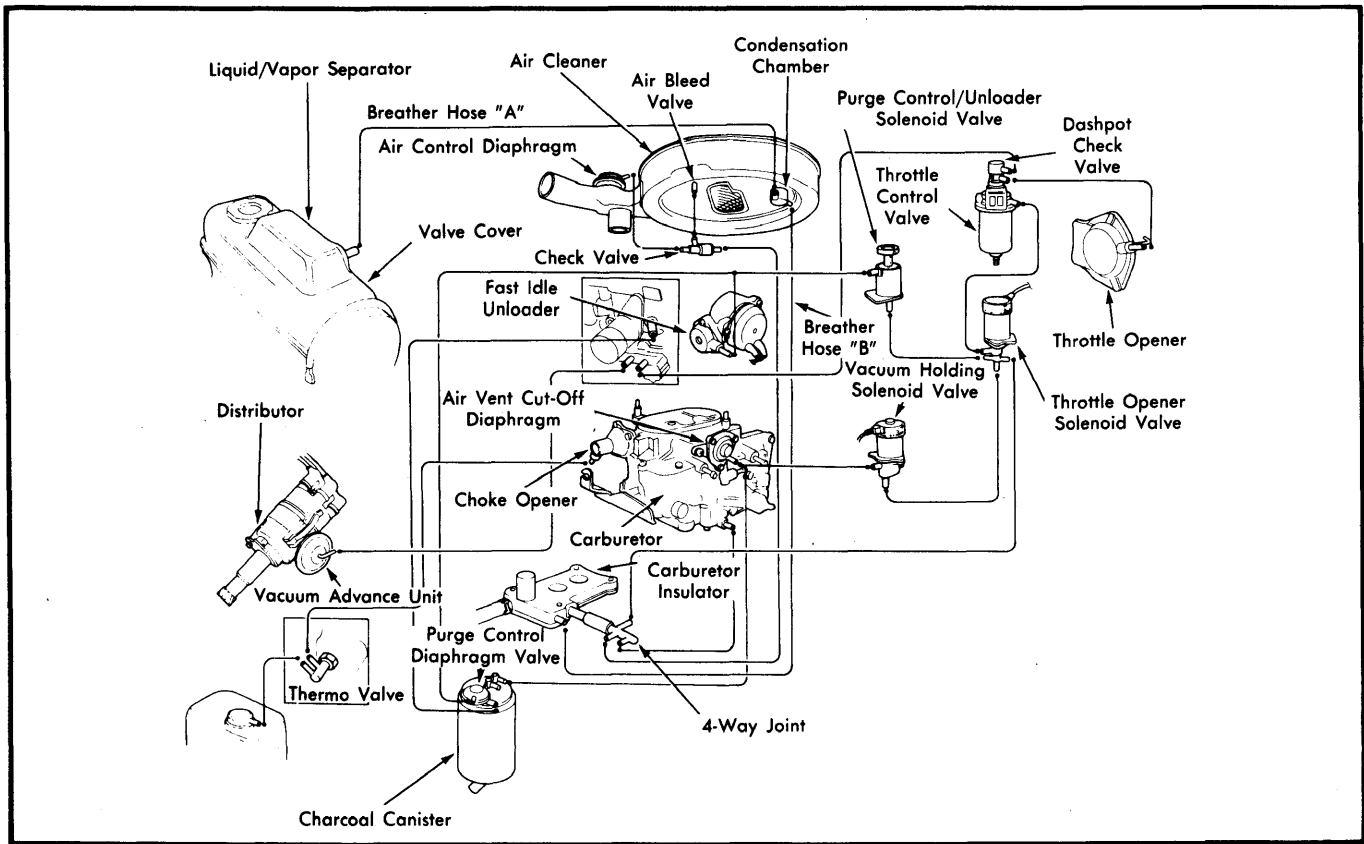 Liquid/Vapor Separator
Air Cleaner
Condensation
Chamber
Air Bleed
Valve
Purge Control/Unloader
Solenoid Valve
Breather Hose "A"
Dashpot
Check
Valve
Air Control Diaphragm
Throttle
Control
Valve
Valve Cover
Check Valve
Fast Idle
Unloader
Breather
Hose "B"
Throttle Opener
Vacuum Holding
Solenoid Valve
Air Vent Cut-Off
Diaphragm
Throttle Opener
Solenoid Valve
Distributor
Choke Opener
Carburetor
Carburetor
Insulator
Vacuum Advance Unit
Purge Control
Diaphragm Valve
Thermo Valve
4-Way Joint
Charcoal Canister